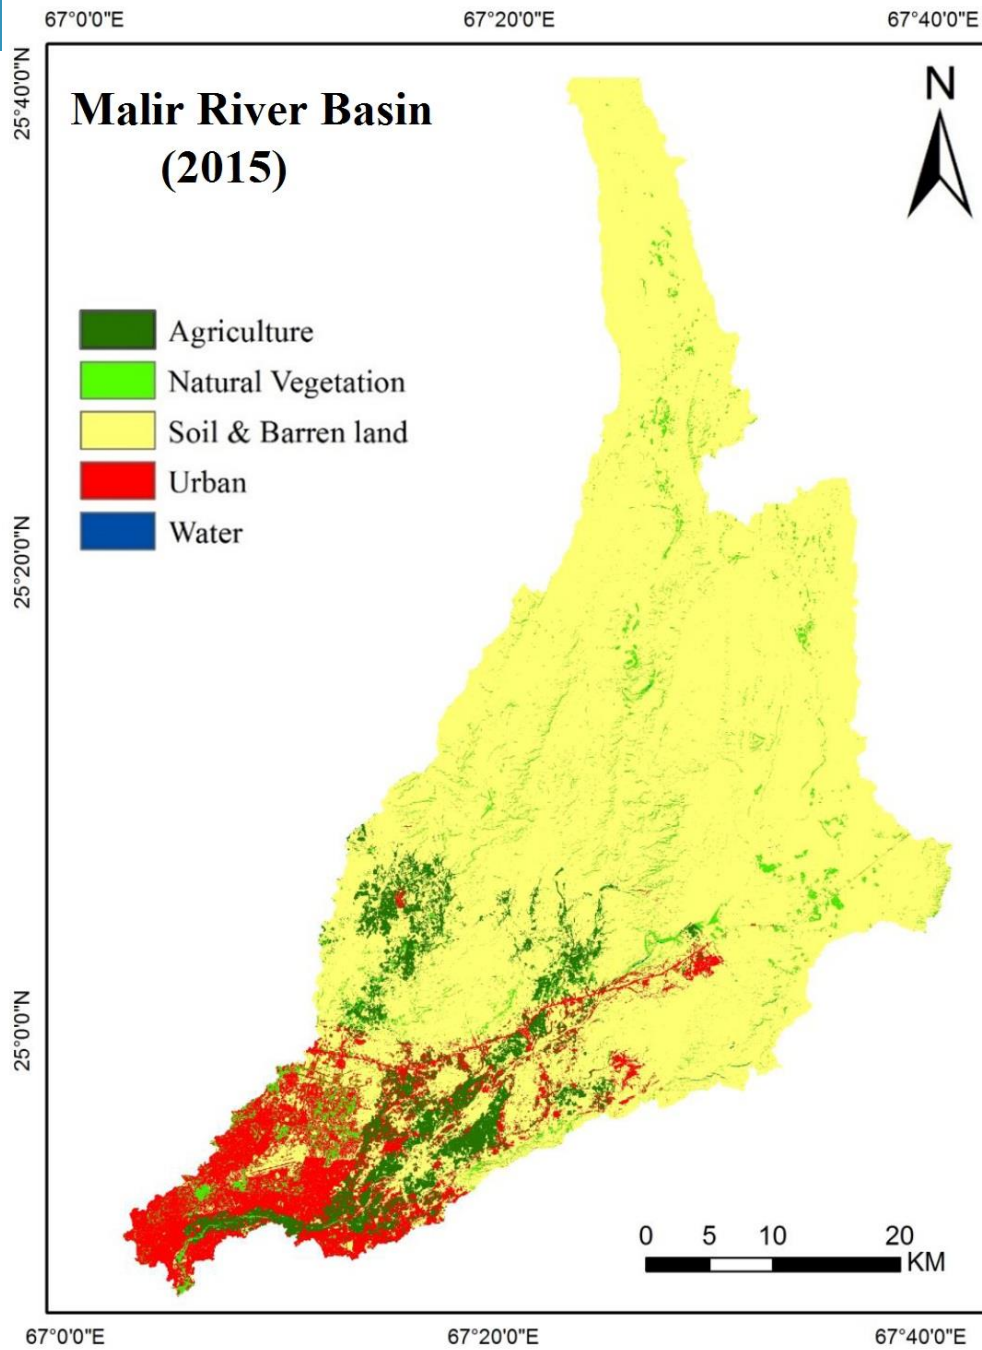 67°0'0"E 67°20'0"E 67°40'0"E
25°40'0"N
Malir River Basin
(2015)
N
Agriculture
Natural Vegetation
Soil & Barren land
Urban
Water
25°20'0"N
25°0'0"N
0 5 10 20
KM
67°0'0"E 67°20'0"E 67°40'0"E